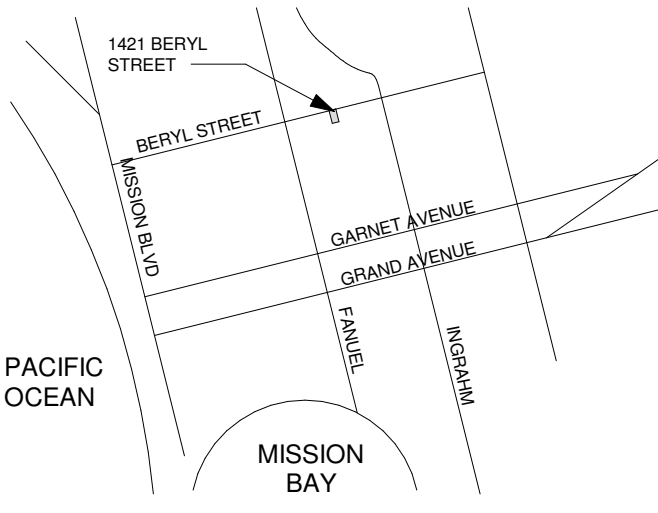 1421 BERYL
STREET
BERYL STREET
MISSION BLVD
GARNET AVENUE
GRAND AVENUE
FANUEL
INGRAHM
PACIFIC
OCEAN
MISSION
BAY